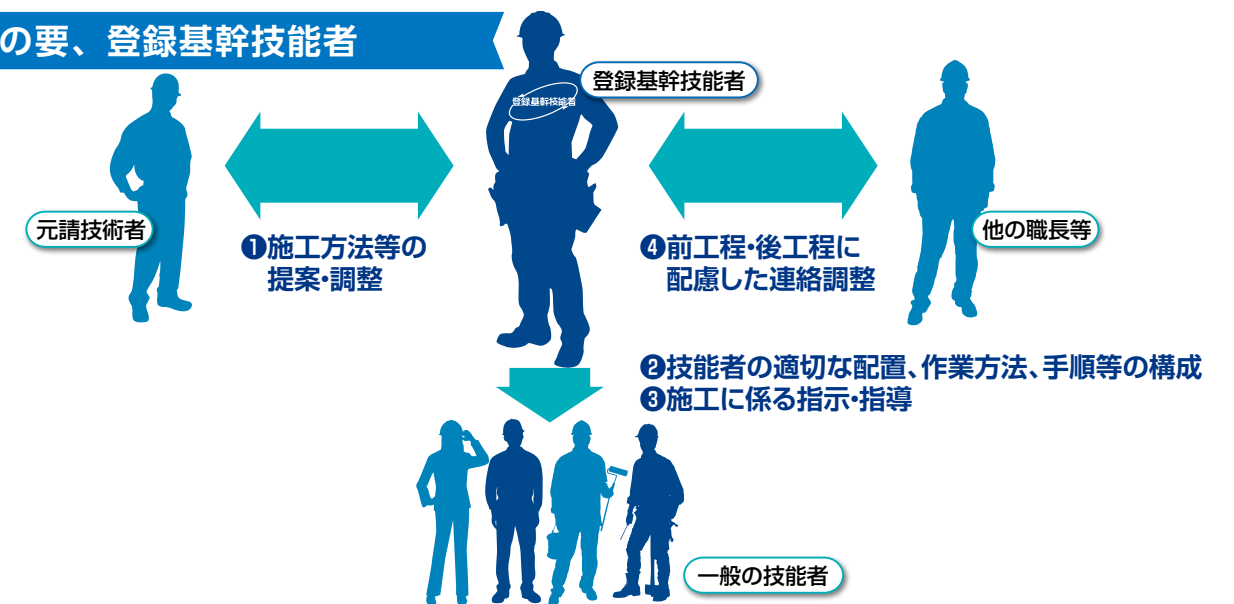 の要、登録基幹技能者
登録基幹技能者
登録基幹技能者
元請技術者
他の職長等
❶施工方法等の
提案・調整
❹前工程・後工程に
配慮した連絡調整
❷技能者の適切な配置、作業方法、手順等の構成
❸施工に係る指示・指導
一般の技能者